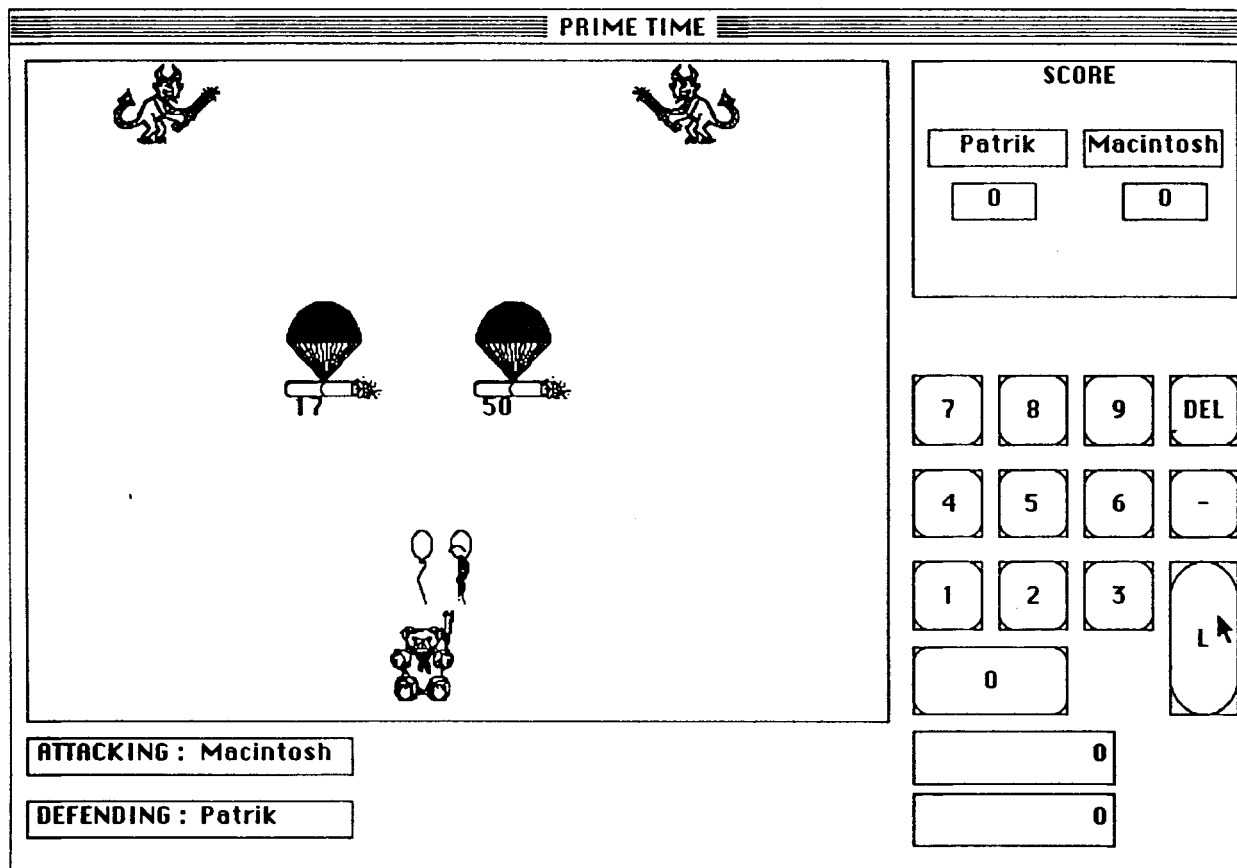 PRIME TIME
SCORE
Patrik Macintosh
0 0
17 50
7 8 9 DEL
4 5 6 -
1 2 3
L
0
ATTACKING : Macintosh
0
DEFENDING : Patrik
0